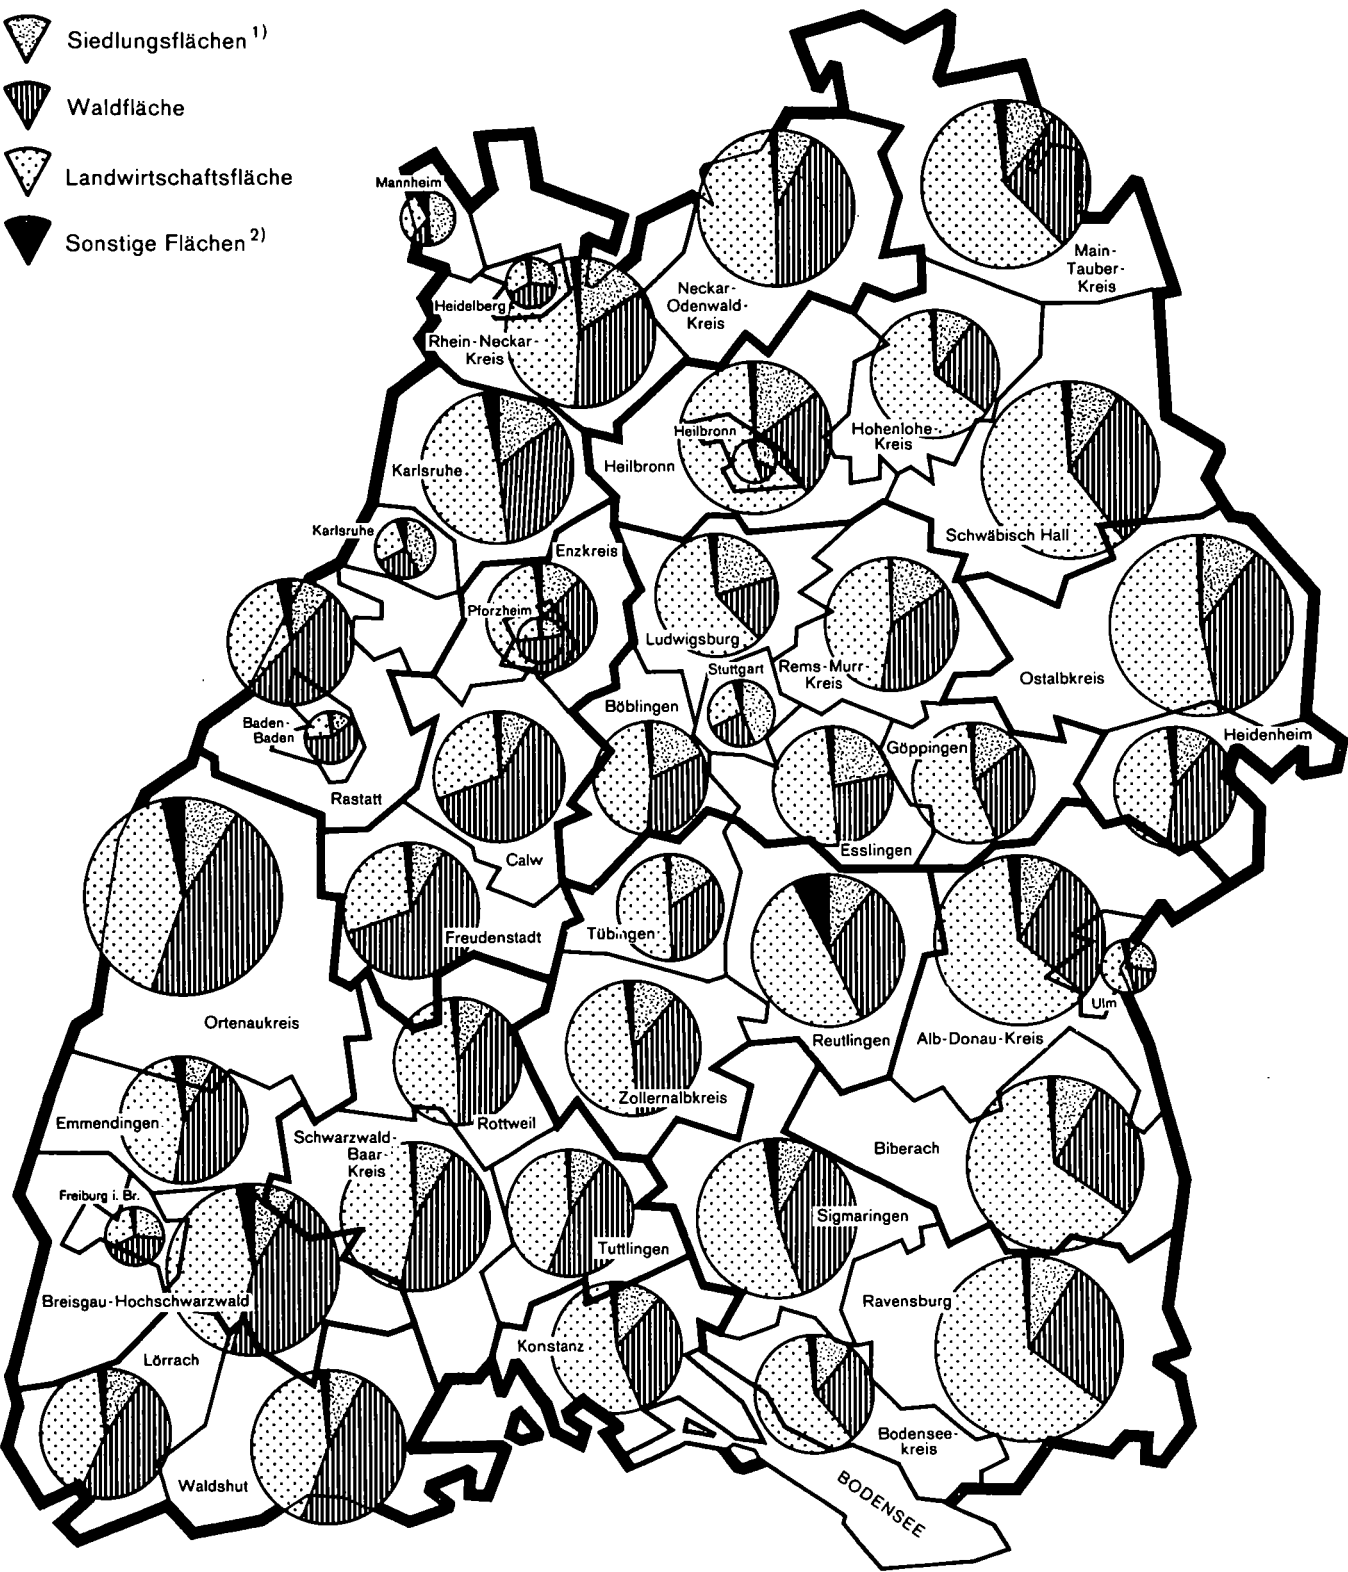 Siedlungsflächen 1)
Waldfläche
Landwirtschaftsfläche
Sonstige Flächen 2)
Mannheim
Main-
Tauber-
Kreis
Neckar-
Odenwald-
Kreis
Heidelberg
Rhein-Neckar-
Kreis
Heilbronn
Hohenlohe-
Kreis
Karlsruhe
Heilbronn
Karlsruhe
Schwäbisch Hall
Enzkreis
Pforzheim
Ludwigsburg
Stuttgart
Rems-Murr-
Kreis
Ostalbkreis
Böblingen
Baden-
Baden
Göppingen
Heidenheim
Rastatt
Calw
Esslingen
Tübingen
Freudenstadt
Ulm
Ortenaukreis
Reutlingen
Alb-Donau-Kreis
Zollernalbkreis
Emmendingen
Rottweil
Schwarzwald-
Baar-
Kreis
Biberach
Freiburg i. Br.
Sigmaringen
Tuttlingen
Breisgau-Hochschwarzwald
Ravensburg
Konstanz
Lörrach
Bodensee-
kreis
Waldshut
BODENSEE